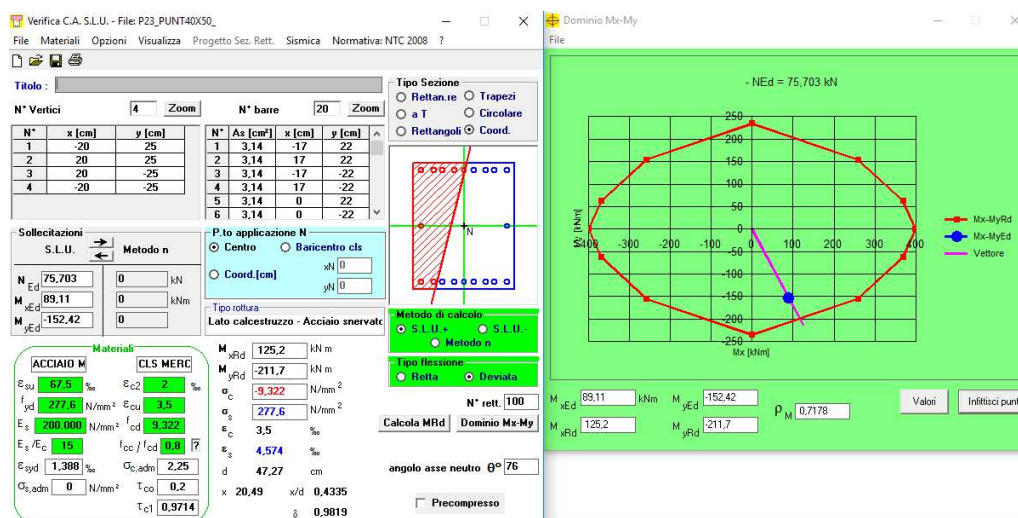 Verifica C.A. S.L.U. - File: P23_PUNT40X50_
File Materiali Opzioni Visualizza Progetto Sez. Rett. Sismica Normativa: NTC 2008 ?
Titolo :
N° Vertici 4 Zoom N° barre 20 Zoom
N° x [cm] y [cm]
1 -20 25
2 20 25
3 20 -25
4 -20 -25
N° As [cm²] x [cm] y [cm]
1 3,14 -17 22
2 3,14 17 22
3 3,14 -17 -22
4 3,14 17 -22
5 3,14 0 22
6 3,14 0 -22
Tipo Sezione
Rettan.re Trapezi
a T Circolare
Rettangoli Coord.
N
Sollecitazioni
S.L.U. Metodo n
N Ed 75,703 0 kN
M xEd 89,11 0 kNm
M yEd -152,42 0
P.to applicazione N
Centro Baricentro cls
Coord.[cm] xN 0
yN 0
Tipo rottura
Lato calcestruzzo - Acciaio snervato
Metodo di calcolo
S.L.U.+ S.L.U.-
Metodo n
Tipo flessione
Retta Deviata
N° rett. 100
Calcola MRd Dominio Mx-My
angolo asse neutro θ° 76
Precompresso
Materiali
ACCIAIO M CLS MERC
εsu 67,5 ‰ εc2 2 ‰
fyd 277,6 N/mm² εcu 3,5
Es 200.000 N/mm² fcd 9,322
Es /Ec 15 fcc / fcd 0,8 ?
εsyd 1,388 ‰ σc,adm 2,25
σs,adm 0 N/mm² τco 0,2
τc1 0,9714
M xRd 125,2 kN m
M yRd -211,7 kN m
σc -9,322 N/mm²
σs 277,6 N/mm²
εc 3,5 ‰
εs 4,574 ‰
d 47,27 cm
x 20,49 x/d 0,4335
δ 0,9819
Dominio Mx-My
File
- NEd = 75,703 kN
250
200
150
100
50
0
-50
-100
-150
-200
-250
-400 -300 -200 -100 0 100 200 300 400
My [kNm]
Mx [kNm]
Mx-MyRd
Mx-MyEd
Vettore
M xEd 89,11 kNm M yEd -152,42
M xRd 125,2 M yRd -211,7
ρ M 0,7178
Valori Infittisci punt